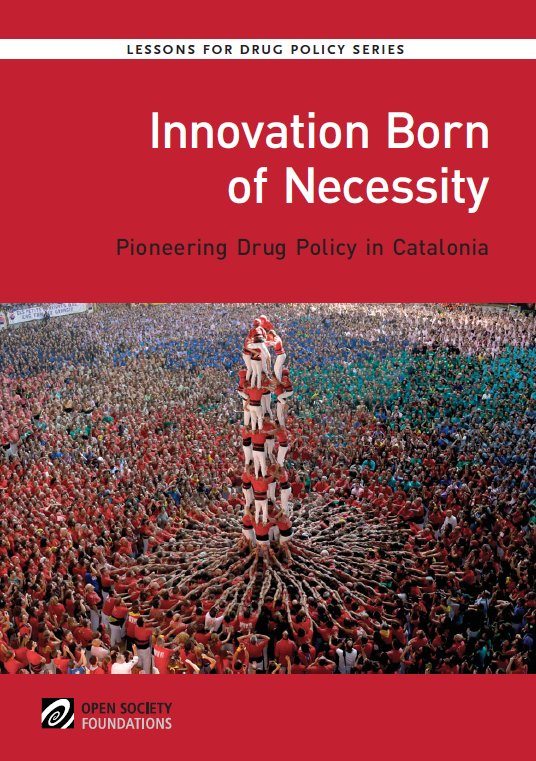 LESSONS FOR DRUG POLICY SERIES
Innovation Born
of Necessity
Pioneering Drug Policy in Catalonia
OPEN SOCIETY
FOUNDATIONS